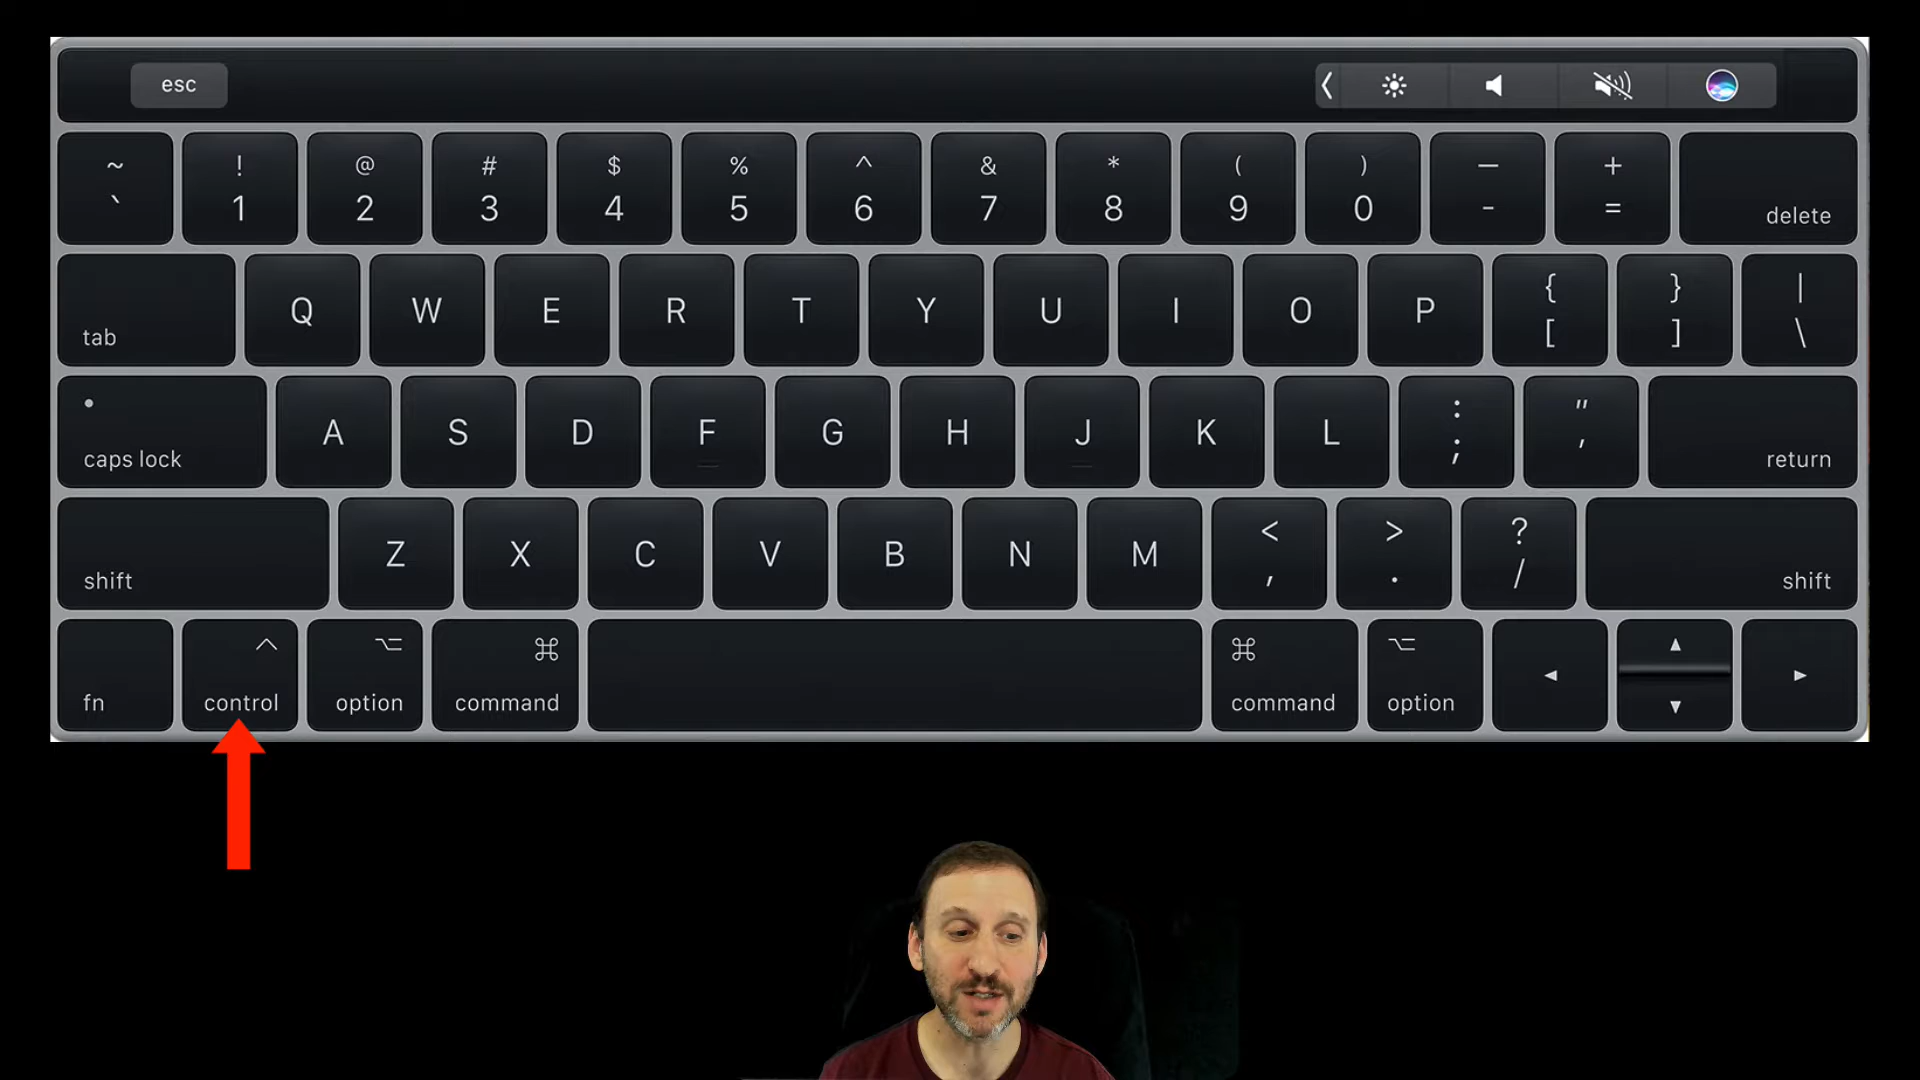 esc
~ ! @ # $ % ^ & * ( ) — +
` 1 2 3 4 5 6 7 8 9 0 - = delete
tab Q W E R T Y U I O P { [ } ] | \
caps lock A S D F G H J K L : ; " ' return
shift Z X C V B N M < , > . ? / shift
fn control option command command option